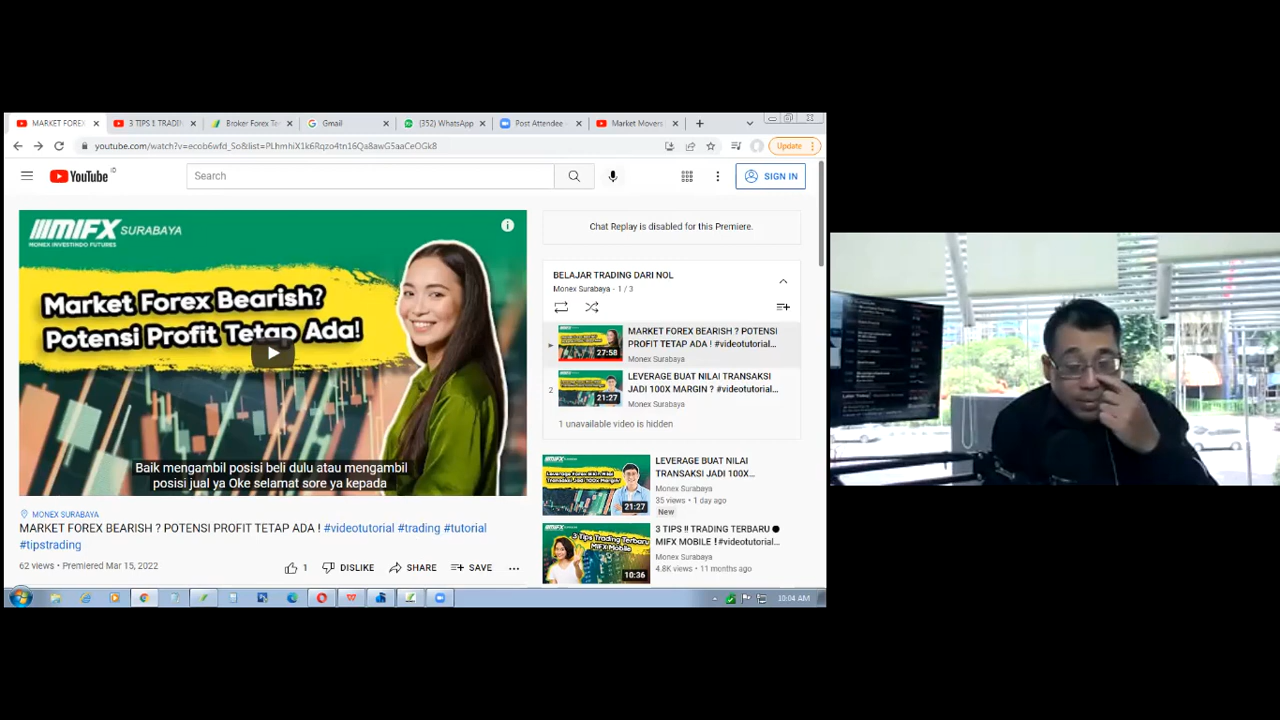 MARKET FOREX
3 TIPS !! TRADIN
Broker Forex Te
Gmail
(352) WhatsApp
Post Attendee -
Market Movers
youtube.com/watch?v=ecob6wfd_So&list=PLhmhiX1k6Rqzo4tn16Qa8awG5aaCeOGk8
Update
YouTube ID
Search
SIGN IN
MIFX SURABAYA
MONEX INVESTINDO FUTURES
Market Forex Bearish?
Potensi Profit Tetap Ada!
Baik mengambil posisi beli dulu atau mengambil
posisi jual ya Oke selamat sore ya kepada
MONEX SURABAYA
MARKET FOREX BEARISH ? POTENSI PROFIT TETAP ADA ! #videotutorial #trading #tutorial
#tipstrading
62 views • Premiered Mar 15, 2022
1
DISLIKE
SHARE
SAVE
Chat Replay is disabled for this Premiere.
BELAJAR TRADING DARI NOL
Monex Surabaya - 1 / 3
MARKET FOREX BEARISH ? POTENSI
PROFIT TETAP ADA ! #videotutorial...
Monex Surabaya
27:58
2
LEVERAGE BUAT NILAI TRANSAKSI
JADI 100X MARGIN ? #videotutorial...
Monex Surabaya
21:27
1 unavailable video is hidden
LEVERAGE BUAT NILAI
TRANSAKSI JADI 100X...
Monex Surabaya
35 views • 1 day ago
New
21:27
3 TIPS !! TRADING TERBARU ●
MIFX MOBILE ! #videotutorial...
Monex Surabaya
4.8K views • 11 months ago
3 Tips Trading Terbaru
MIFX Mobile
10:36
10:04 AM